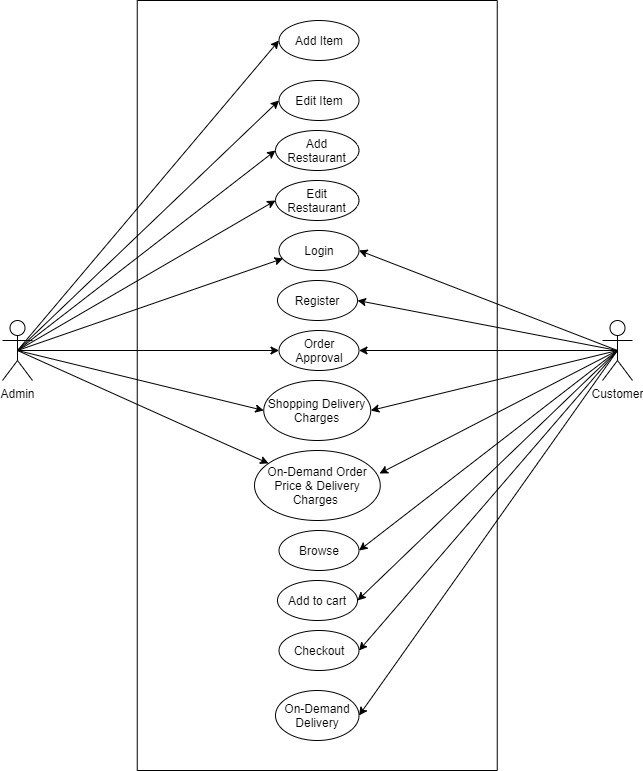 Add Item
Edit Item
Add
Restaurant
Edit
Restaurant
Login
Register
Order
Approval
Admin
Customer
Shopping Delivery
Charges
On-Demand Order
Price & Delivery
Charges
Browse
Add to cart
Checkout
On-Demand
Delivery